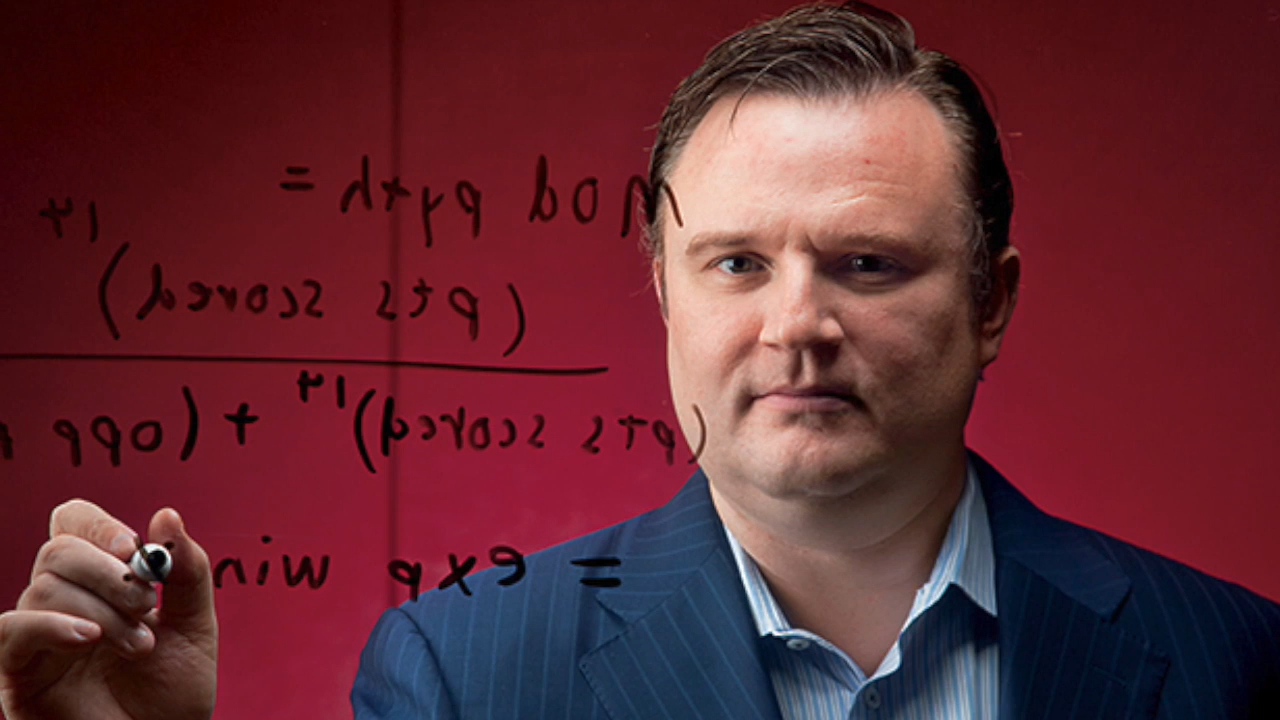 Mod pyth =
(pts scored)¹⁴
(pts scored)¹⁴ + (opp
= exp win